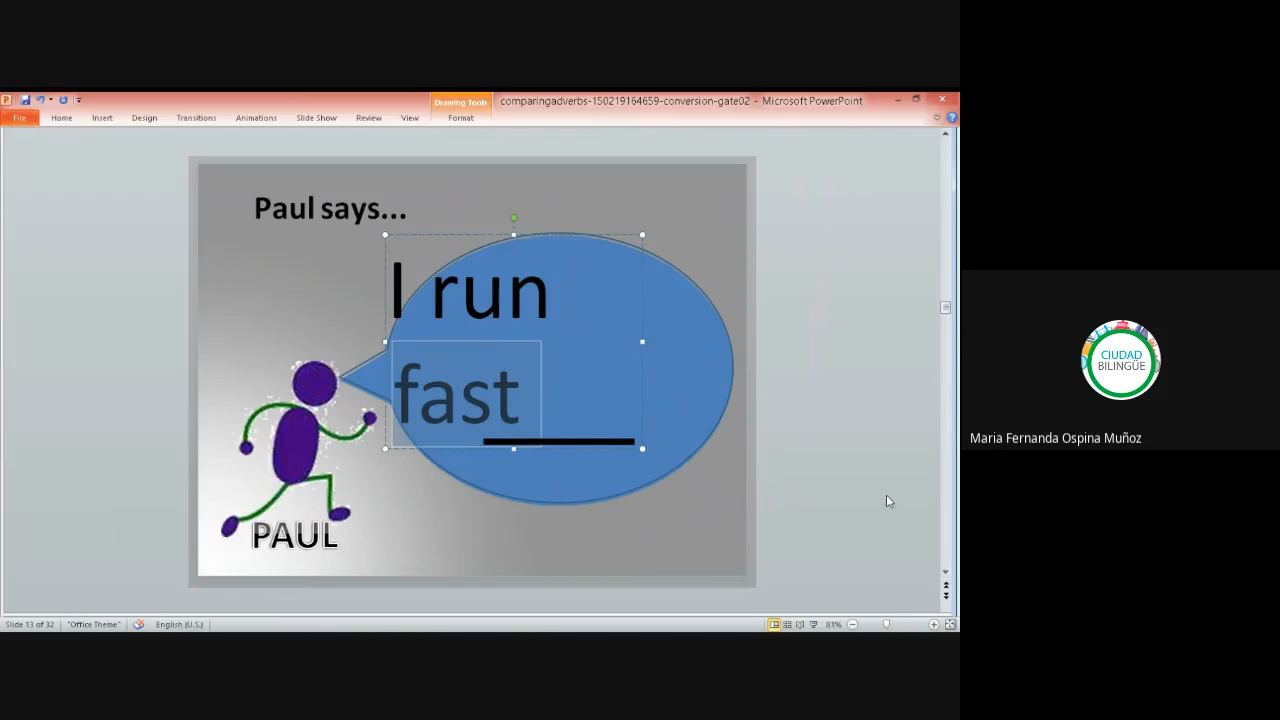 Drawing Tools
comparingadverbs-150219164659-conversion-gate02 - Microsoft PowerPoint
File Home Insert Design Transitions Animations Slide Show Review View Format
Paul says...
I run
fast
PAUL
CIUDAD
BILINGÜE
Maria Fernanda Ospina Muñoz
Slide 13 of 32 "Office Theme" English (U.S.) 81%